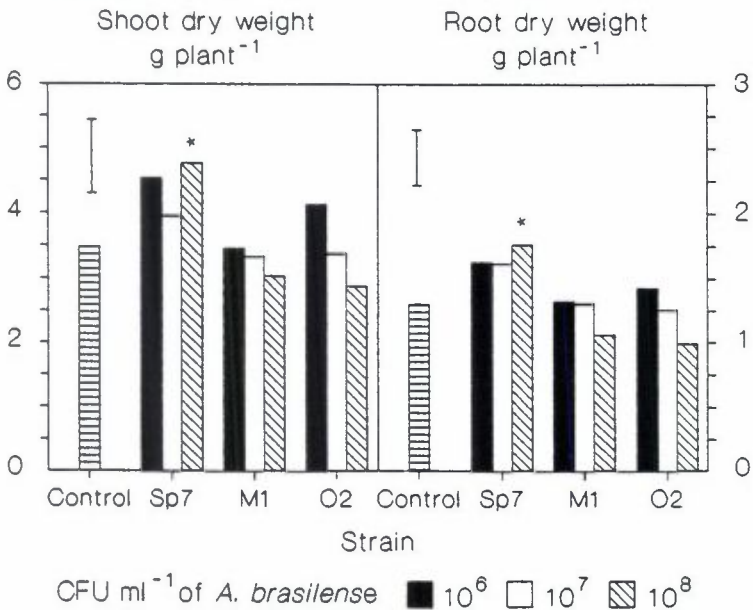 Shoot dry weight
g plant⁻¹
Root dry weight
g plant⁻¹
6
4
2
0
*
*
3
2
1
0
Control Sp7 M1 O2
Control Sp7 M1 O2
Strain
CFU ml⁻¹ of A. brasilense 10⁶ 10⁷ 10⁸